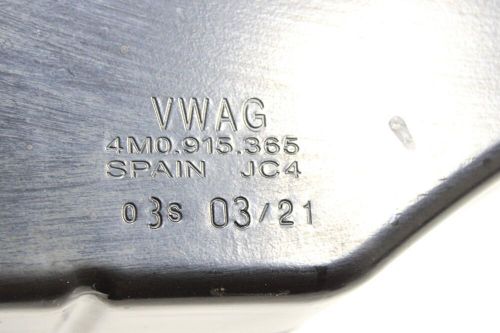 VWAG
4M0.915.365
SPAIN JC4
03s 03/21